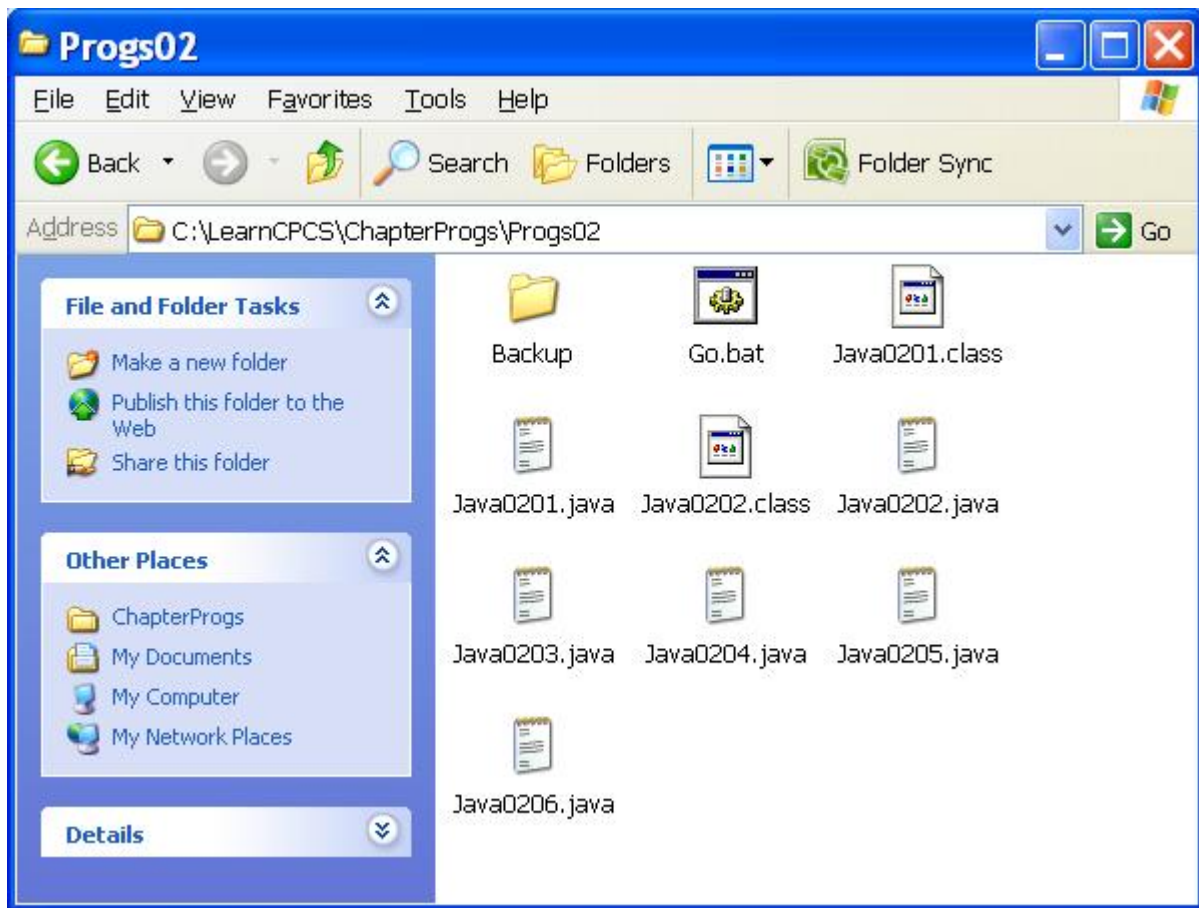 Progs02
File Edit View Favorites Tools Help
Back Search Folders Folder Sync
Address C:\LearnCPCS\ChapterProgs\Progs02 Go
File and Folder Tasks
Make a new folder
Publish this folder to the
Web
Share this folder
Other Places
ChapterProgs
My Documents
My Computer
My Network Places
Details
Backup Go.bat Java0201.class
Java0201.java Java0202.class Java0202.java
Java0203.java Java0204.java Java0205.java
Java0206.java